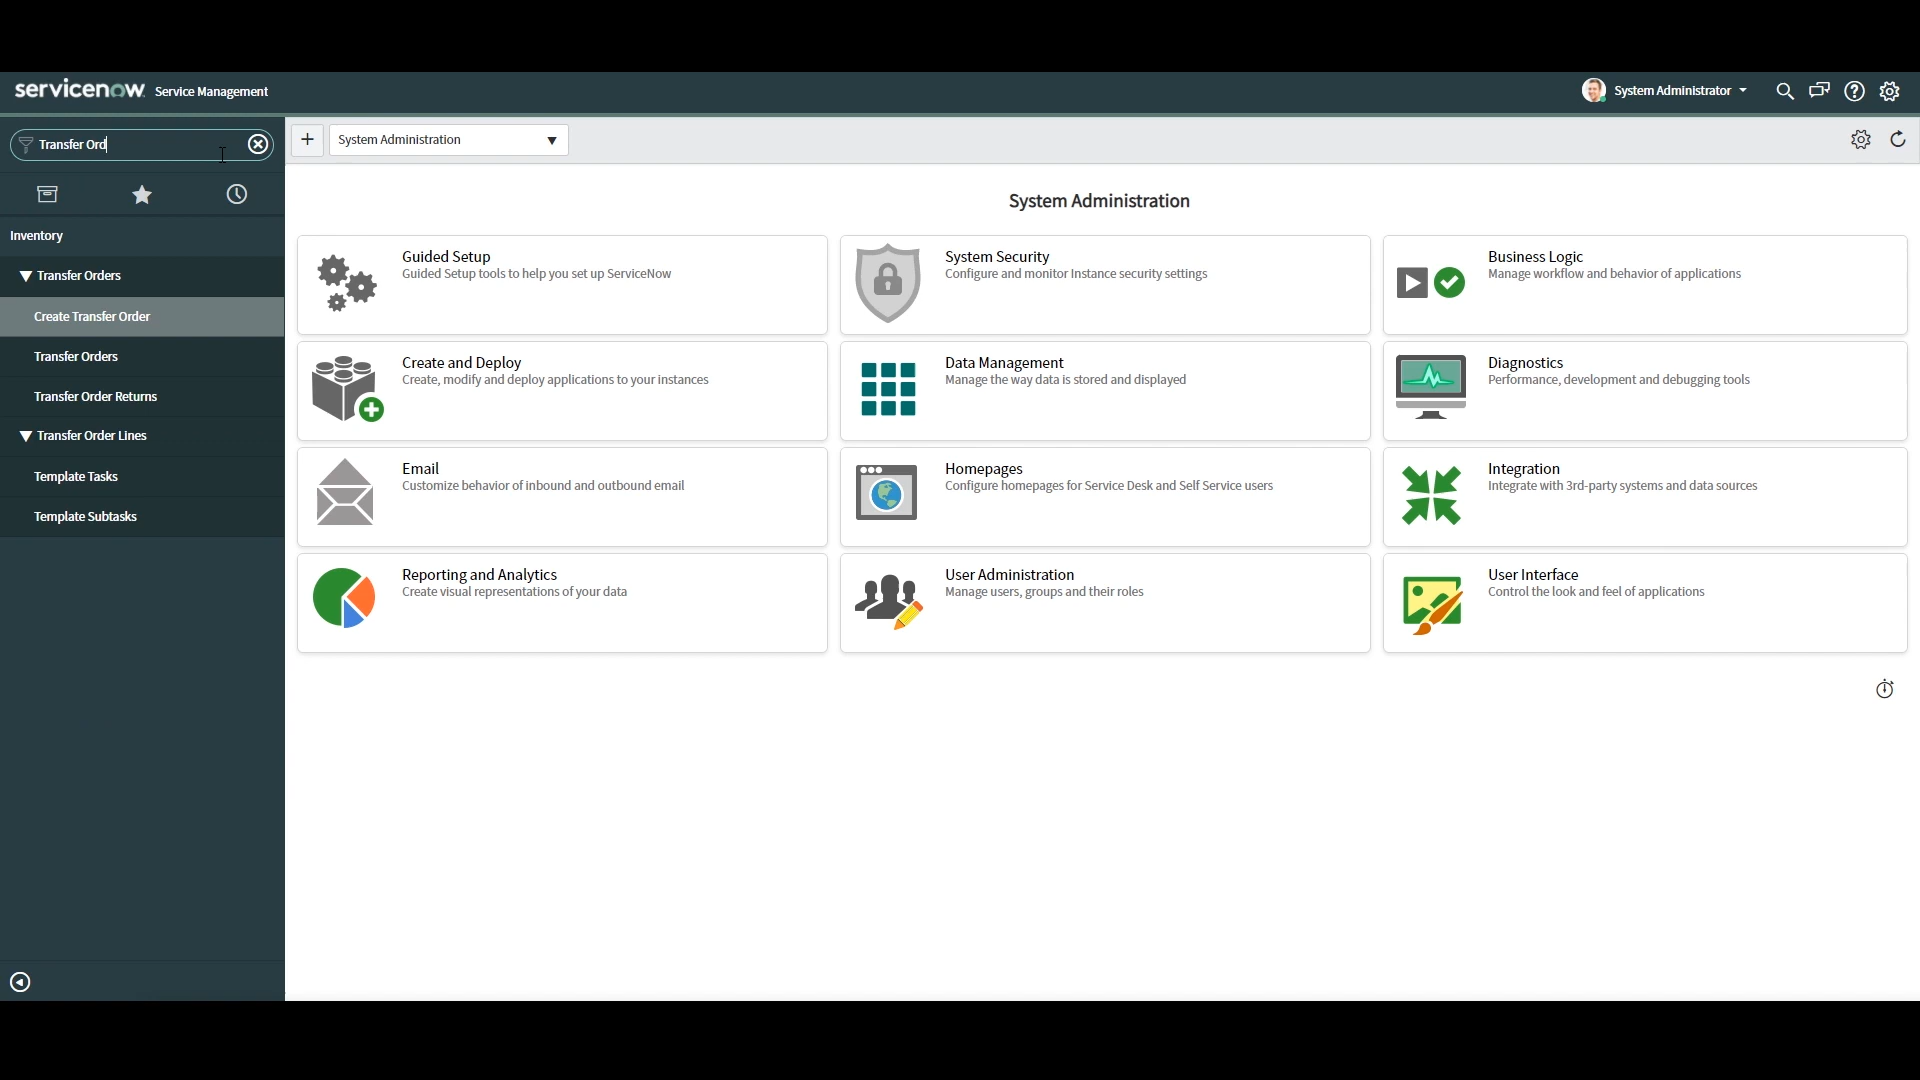 servicenow Service Management
System Administrator
Transfer Ord
System Administration
Inventory
Transfer Orders
Create Transfer Order
Transfer Orders
Transfer Order Returns
Transfer Order Lines
Template Tasks
Template Subtasks
System Administration
Guided Setup
Guided Setup tools to help you set up ServiceNow
System Security
Configure and monitor Instance security settings
Business Logic
Manage workflow and behavior of applications
Create and Deploy
Create, modify and deploy applications to your instances
Data Management
Manage the way data is stored and displayed
Diagnostics
Performance, development and debugging tools
Email
Customize behavior of inbound and outbound email
Homepages
Configure homepages for Service Desk and Self Service users
Integration
Integrate with 3rd-party systems and data sources
Reporting and Analytics
Create visual representations of your data
User Administration
Manage users, groups and their roles
User Interface
Control the look and feel of applications